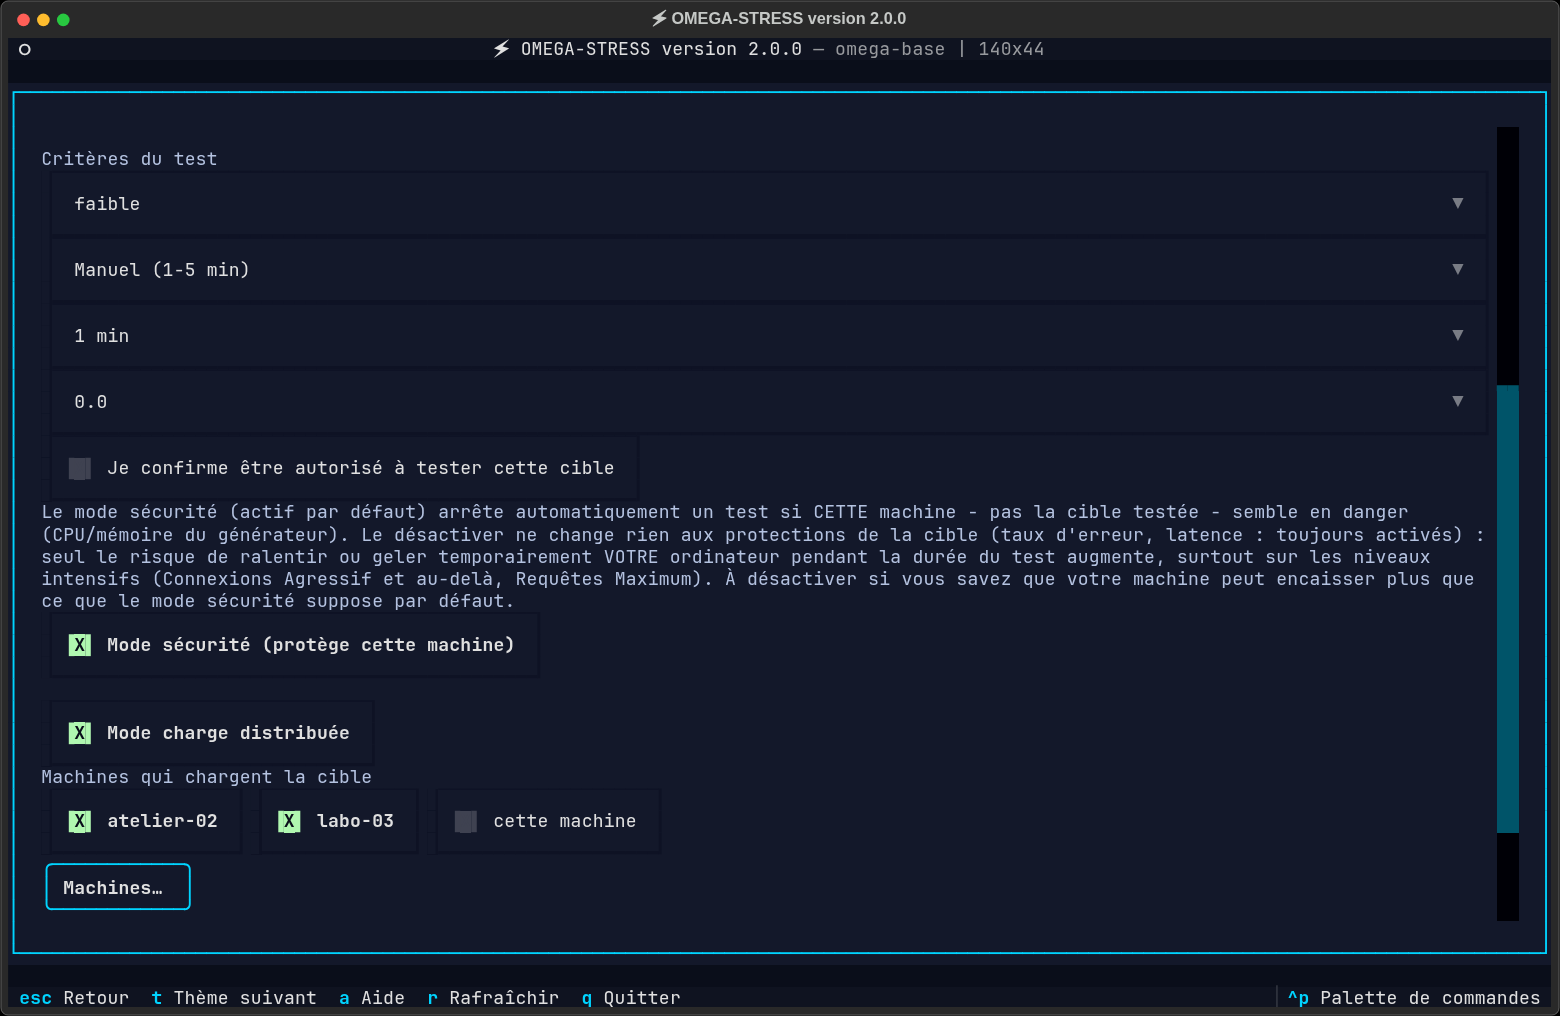 ⚡ OMEGA-STRESS version 2.0.0
⚡ OMEGA-STRESS version 2.0.0 — omega-base | 140x44
Critères du test
faible ▼
Manuel (1-5 min) ▼
1 min ▼
0.0 ▼
Je confirme être autorisé à tester cette cible
Le mode sécurité (actif par défaut) arrête automatiquement un test si CETTE machine - pas la cible testée - semble en danger
(CPU/mémoire du générateur). Le désactiver ne change rien aux protections de la cible (taux d'erreur, latence : toujours activés) :
seul le risque de ralentir ou geler temporairement VOTRE ordinateur pendant la durée du test augmente, surtout sur les niveaux
intensifs (Connexions Agressif et au-delà, Requêtes Maximum). À désactiver si vous savez que votre machine peut encaisser plus que
ce que le mode sécurité suppose par défaut.
X Mode sécurité (protège cette machine)
X Mode charge distribuée
Machines qui chargent la cible
X atelier-02 X labo-03 cette machine
Machines…
esc Retour t Thème suivant a Aide r Rafraîchir q Quitter ^p Palette de commandes